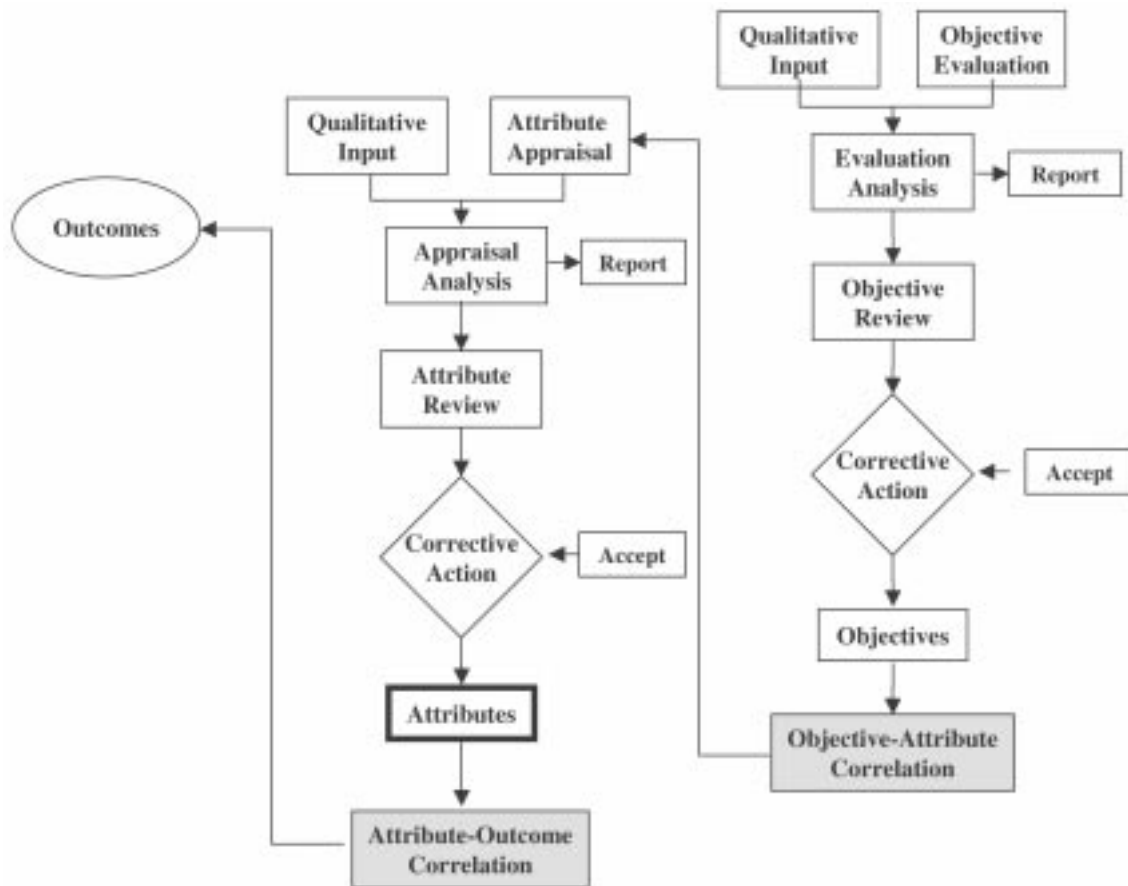 Qualitative
Input
Objective
Evaluation
Evaluation
Analysis
Report
Objective
Review
Corrective
Action
Accept
Objectives
Objective-Attribute
Correlation
Qualitative
Input
Attribute
Appraisal
Appraisal
Analysis
Report
Attribute
Review
Corrective
Action
Accept
Attributes
Attribute-Outcome
Correlation
Outcomes